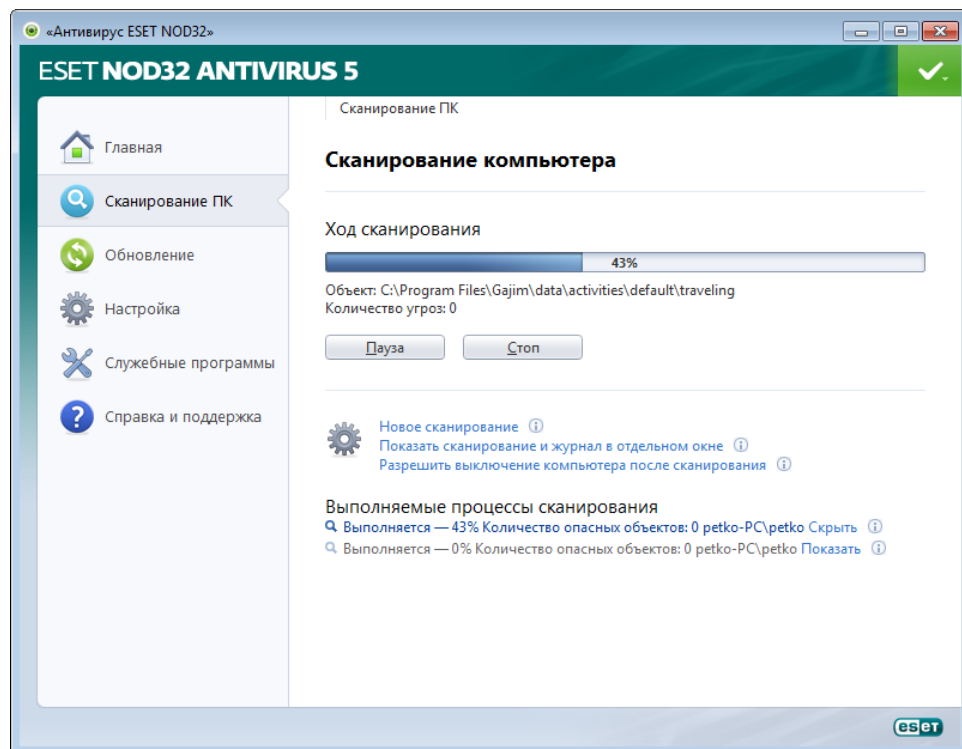 «Антивирус ESET NOD32»
ESET NOD32 ANTIVIRUS 5
Сканирование ПК
Главная
Сканирование ПК
Обновление
Настройка
Служебные программы
Справка и поддержка
Сканирование компьютера
Ход сканирования
43%
Объект: C:\Program Files\Gajim\data\activities\default\traveling
Количество угроз: 0
Пауза Стоп
Новое сканирование
Показать сканирование и журнал в отдельном окне
Разрешить выключение компьютера после сканирования
Выполняемые процессы сканирования
Выполняется — 43% Количество опасных объектов: 0 petko-PC\petko Скрыть
Выполняется — 0% Количество опасных объектов: 0 petko-PC\petko Показать
eset